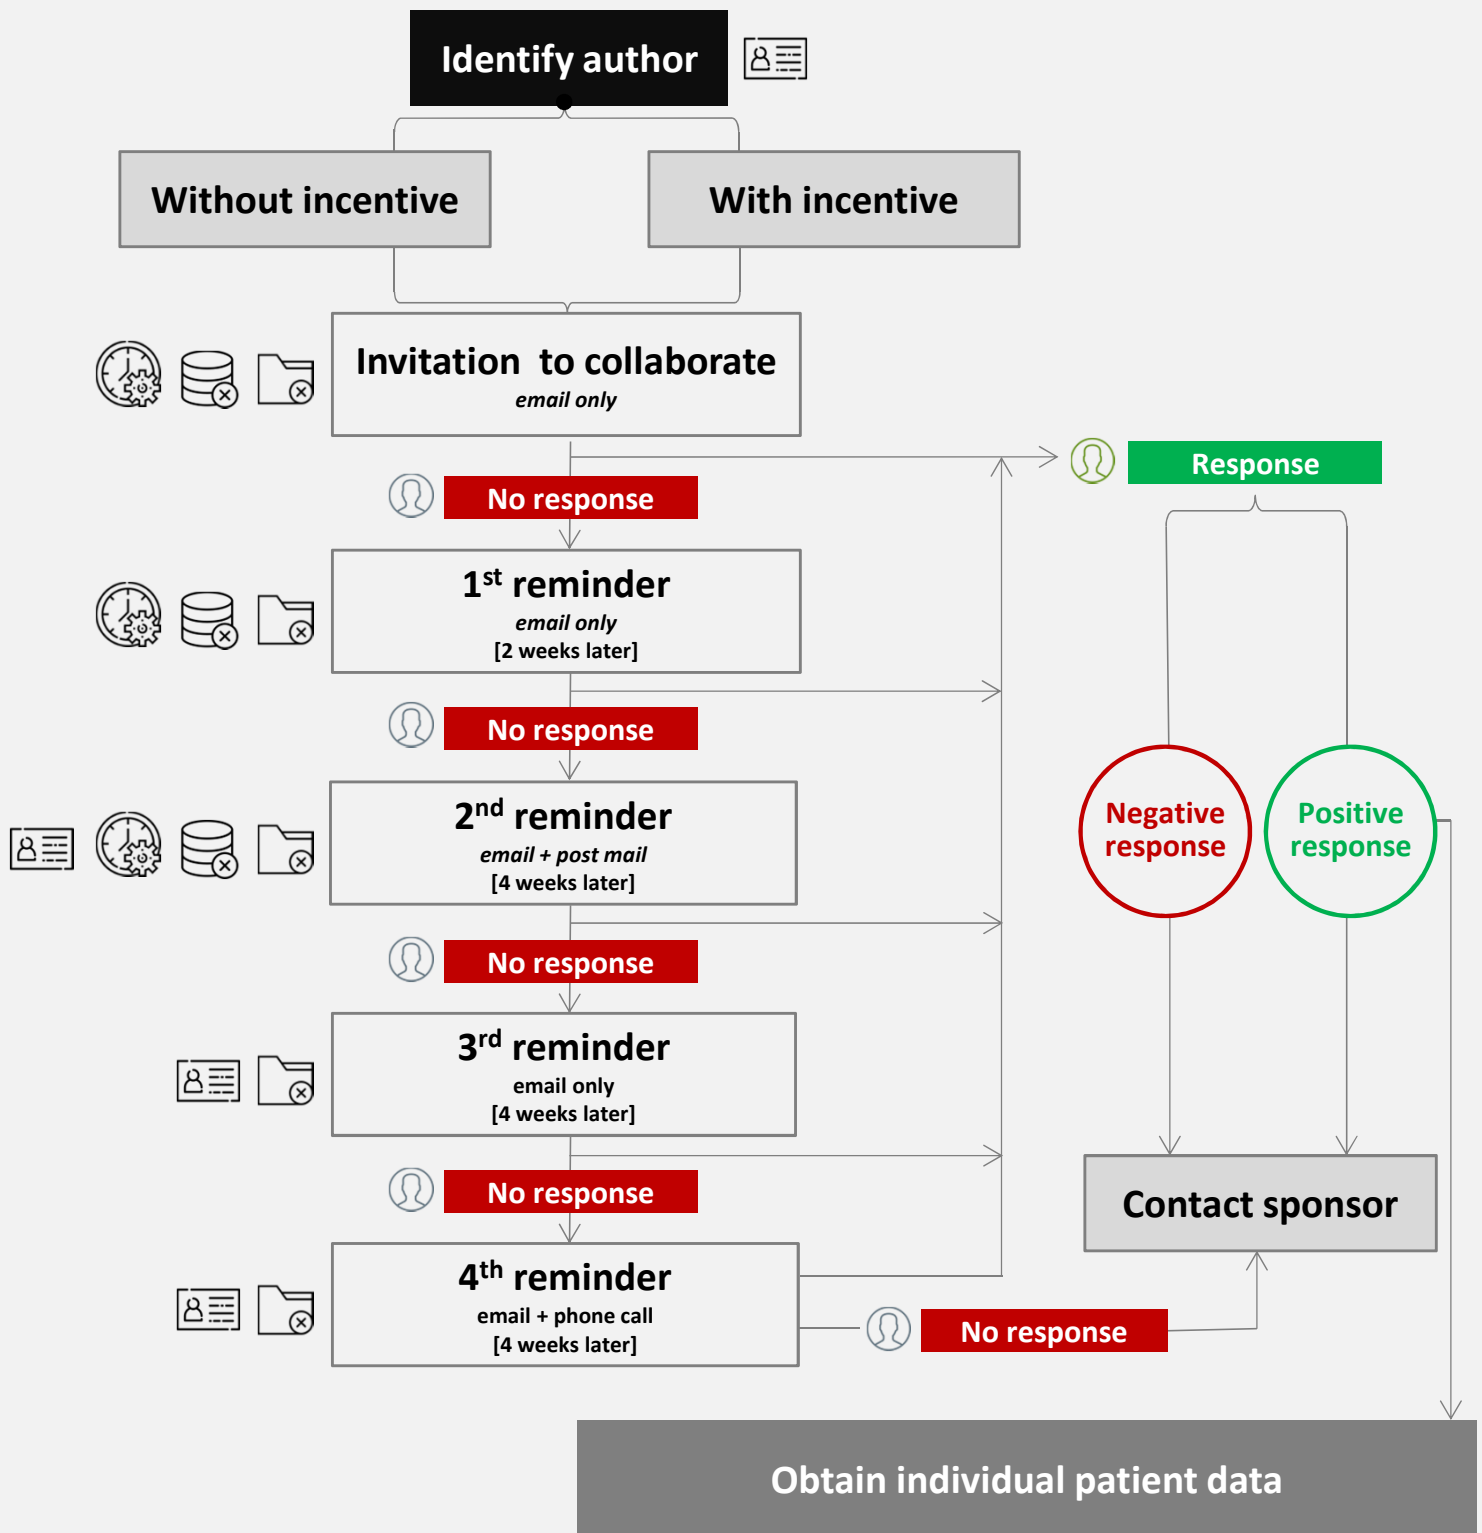 Identify author
Without incentive
With incentive
Invitation  to collaborate
email only
Response
No response
1st reminder
email only
[2 weeks later]
No response
2nd reminder
email + post mail
[4 weeks later]
Negative
response
Positive
response
No response
3rd reminder
email only
[4 weeks later]
No response
Contact sponsor
4th reminder
email + phone call
[4 weeks later]
No response
Obtain individual patient data